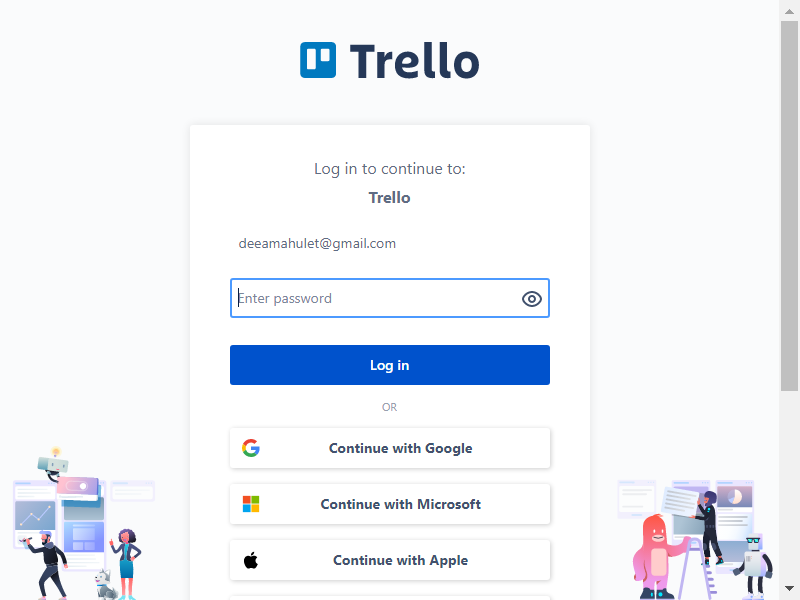 Trello
Log in to continue to:
Trello
deeamahulet@gmail.com
Enter password
Log in
OR
Continue with Google
Continue with Microsoft
Continue with Apple